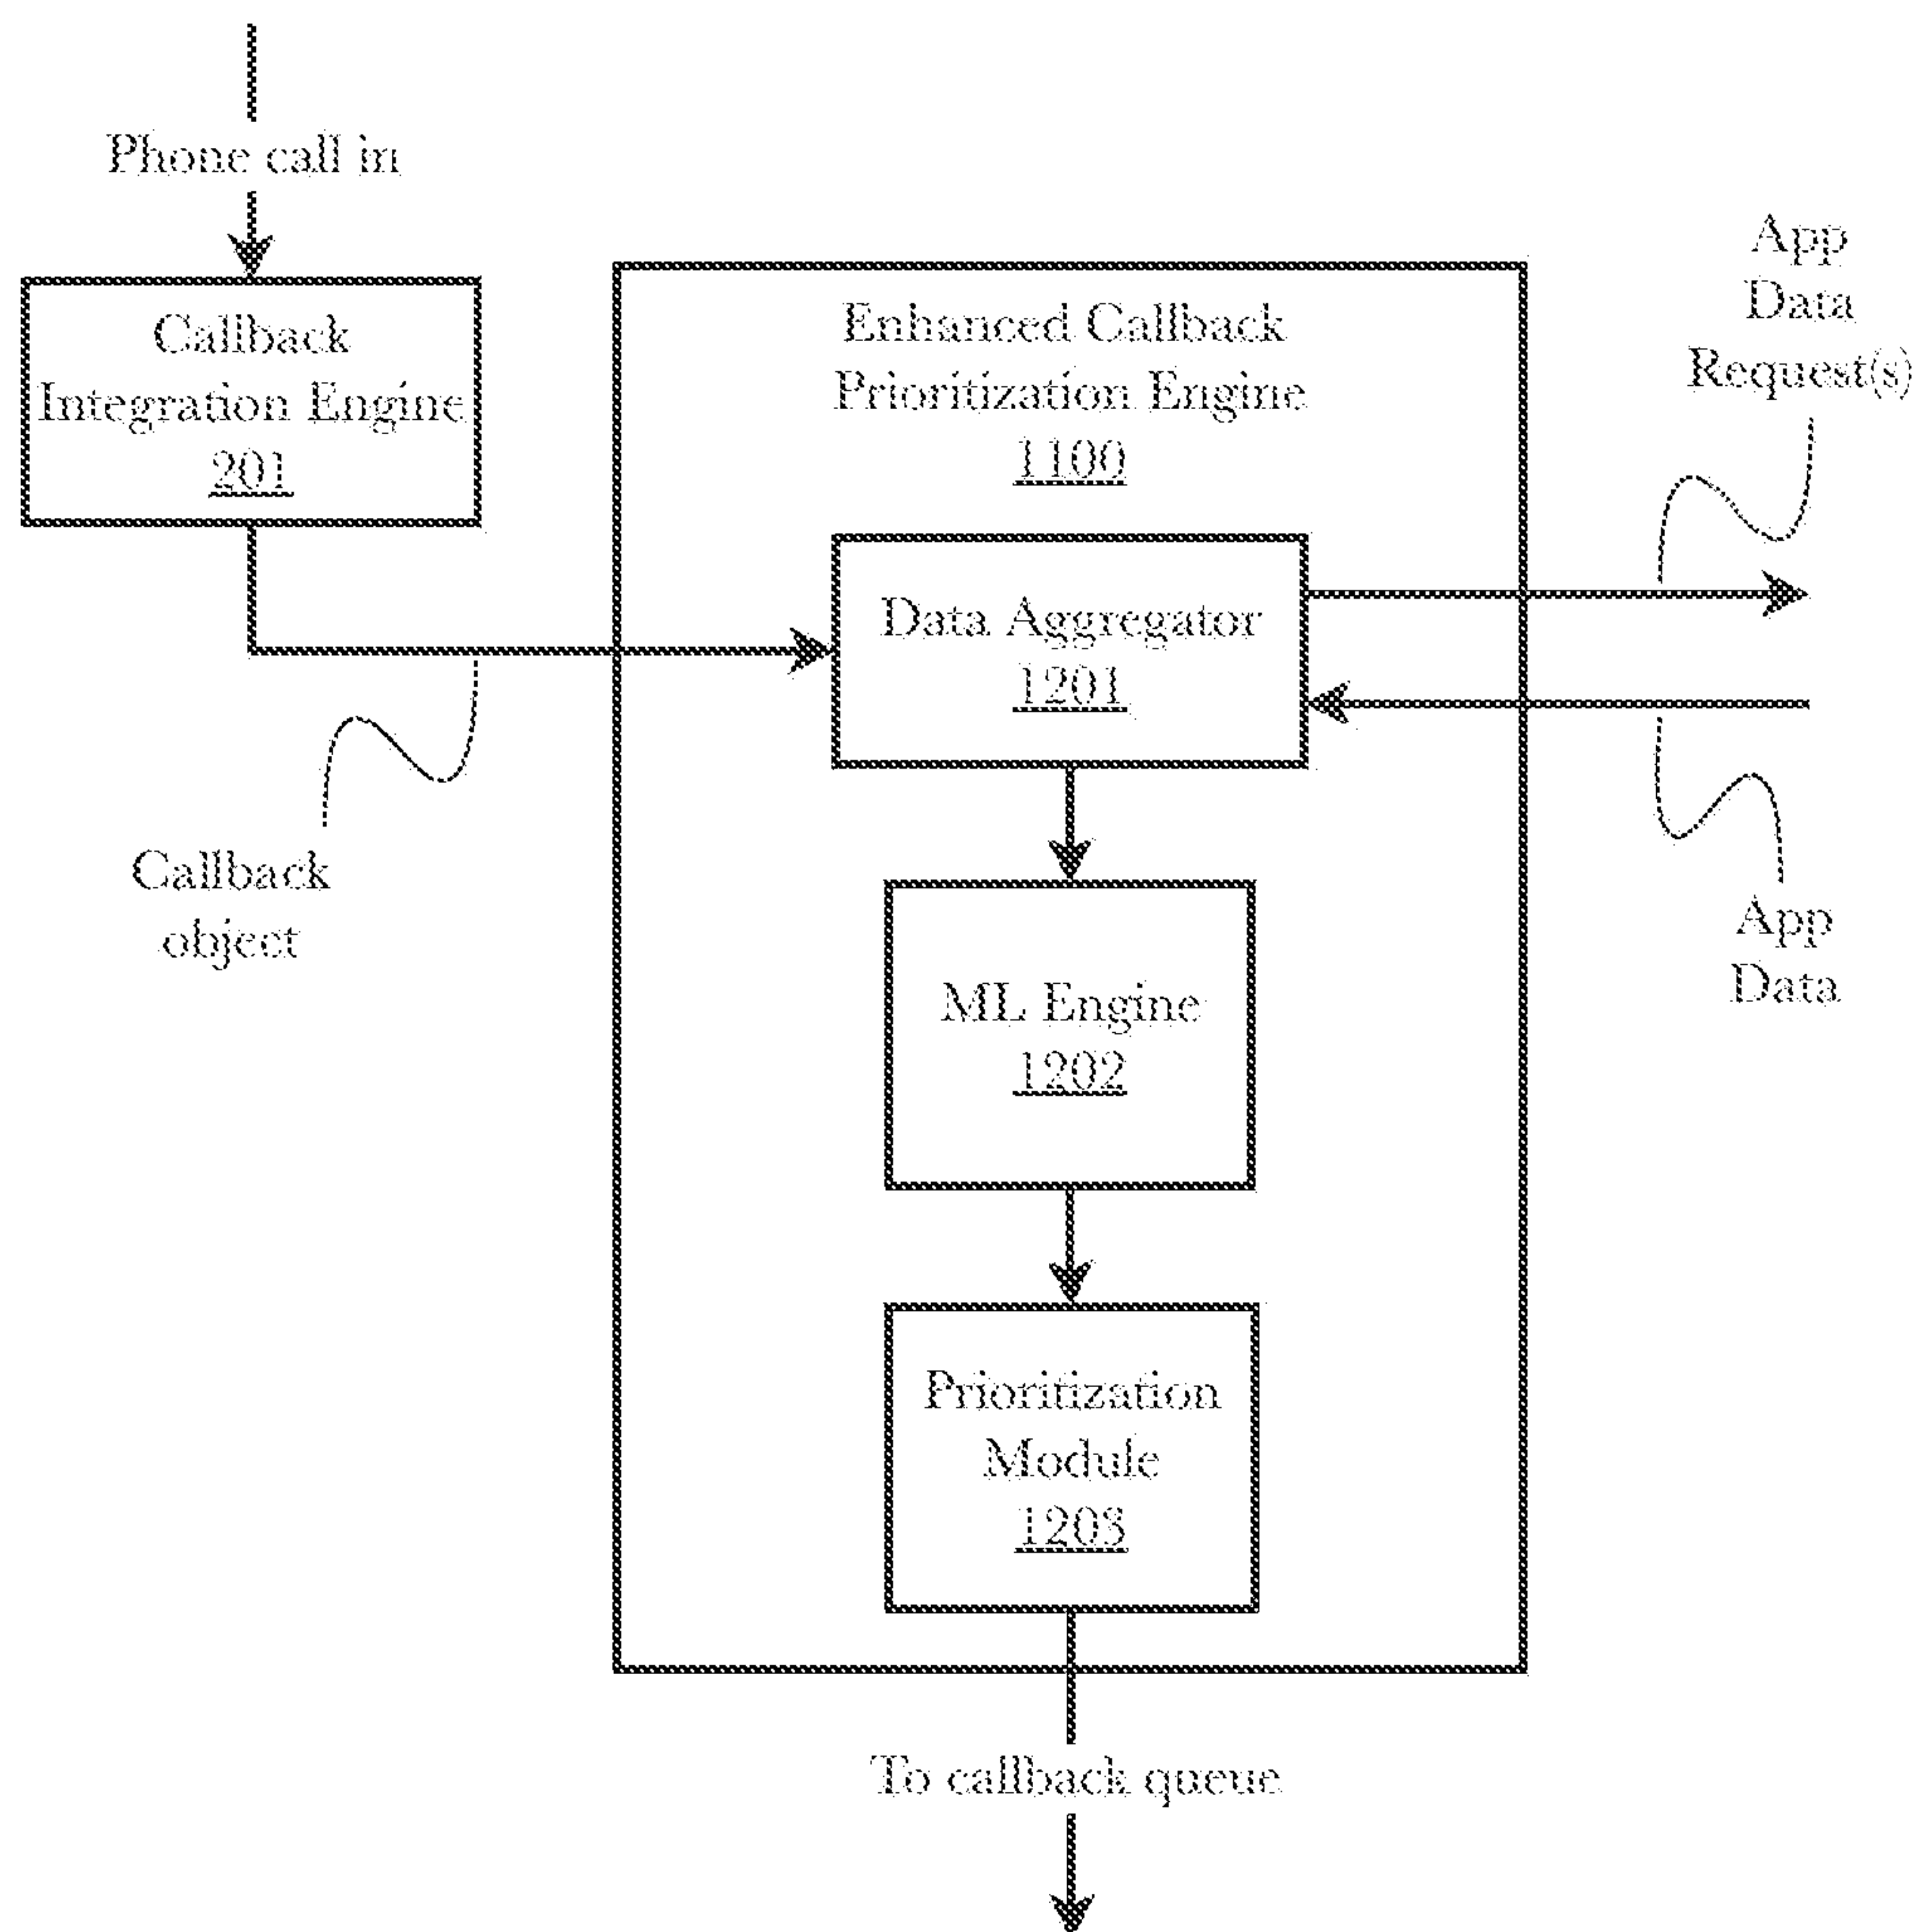 Phone call in
Callback
Integration Engine
201
Enhanced Callback
Prioritization Engine
1100
App
Data
Request(s)
Data Aggregator
1201
Callback
object
App
Data
ML Engine
1202
Prioritization
Module
1203
To callback queue